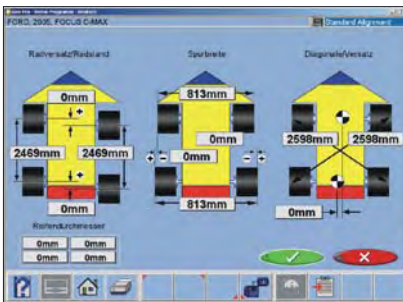 FORD, 2005, FOCUS C-MAX
Standard Alignment
Radversatz/Radstand
Spurbreite
Diagonale/Versatz
0mm
813mm
0mm
2598mm
2598mm
2469mm
2469mm
0mm
0mm
813mm
0mm
Reifendurchmesser
0mm
0mm
0mm
0mm